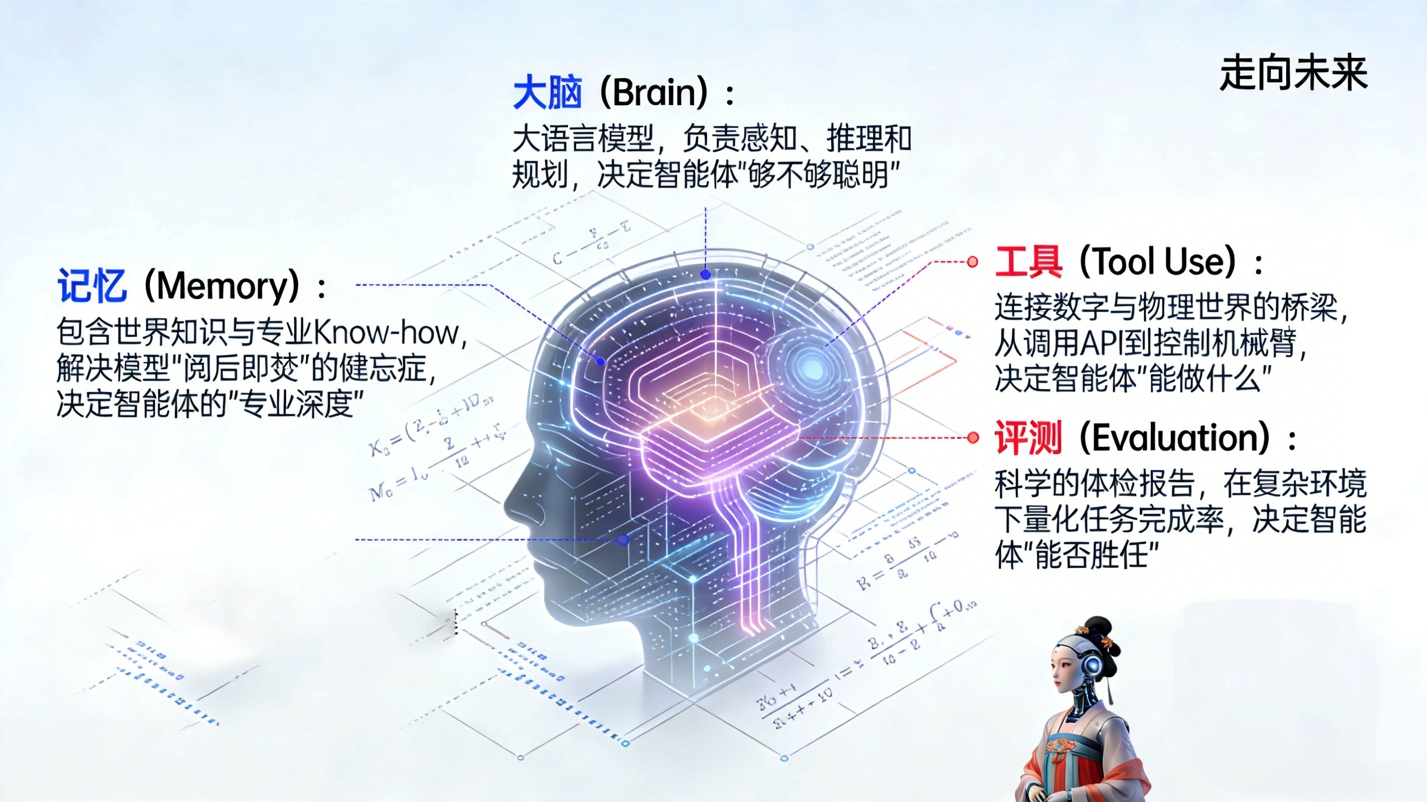 走向未来
大脑（Brain）：
大语言模型，负责感知、推理和
规划，决定智能体"够不够聪明"
记忆（Memory）：
包含世界知识与专业Know-how，
解决模型"阅后即焚"的健忘症，
决定智能体的"专业深度"
工具（Tool Use）：
连接数字与物理世界的桥梁，
从调用API到控制机械臂，
决定智能体"能做什么"
评测（Evaluation）：
科学的体检报告，在复杂环境
下量化任务完成率，决定智能
体"能否胜任"